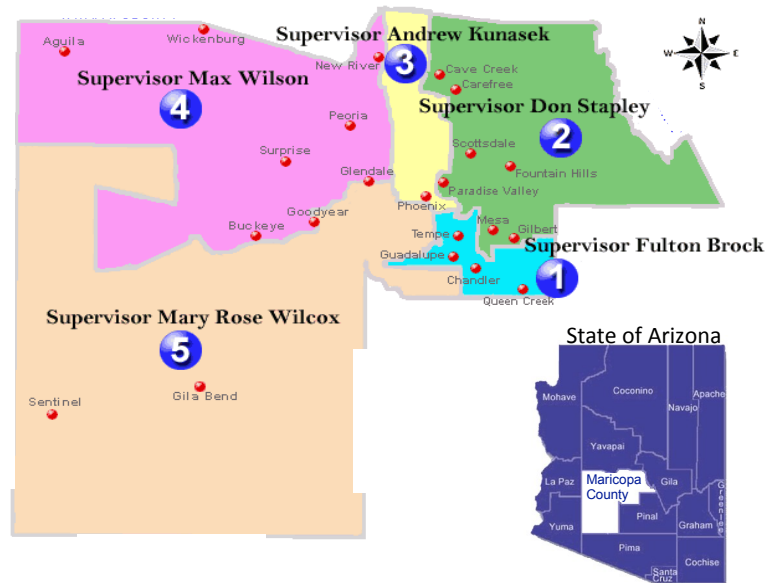 Supervisor Andrew Kunasek
3
N
W
E
S
Aguila
Wickenburg
New River
Cave Creek
Carefree
Supervisor Max Wilson
4
Supervisor Don Stapley
2
Peoria
Surprise
Glendale
Scottsdale
Fountain Hills
Paradise Valley
Phoenix
Goodyear
Buckeye
Tempe
Mesa
Gilbert
Guadalupe
Chandler
Queen Creek
Supervisor Fulton Brock
1
Supervisor Mary Rose Wilcox
5
Sentinel
Gila Bend
State of Arizona
Mohave
Coconino
Navajo
Apache
Yavapai
La Paz
Maricopa
County
Gila
Greenlee
Yuma
Pinal
Graham
Pima
Santa
Cruz
Cochise